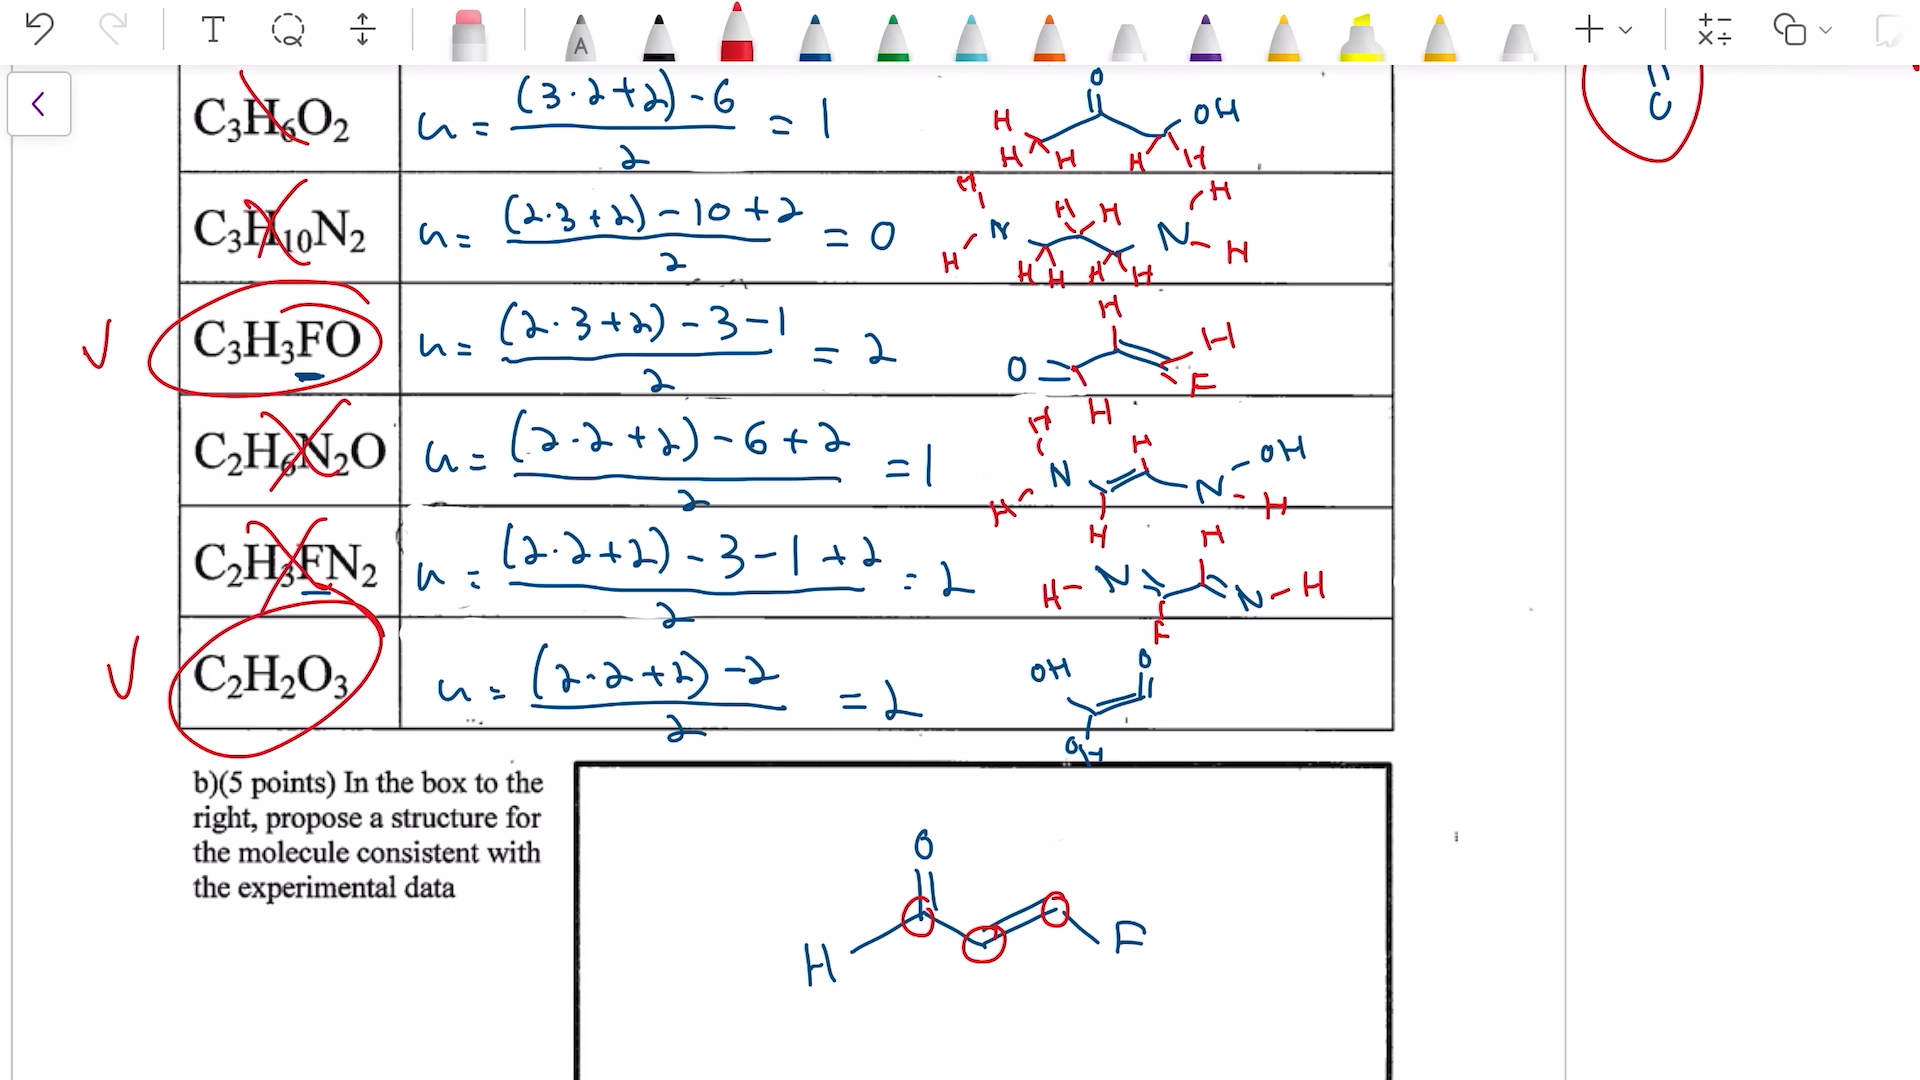 T A
C
C3H6O2 u = (3·2+2)-6 / 2 = 1 O OH H H H H H
C3H10N2 u = (2·3+2)-10+2 / 2 = 0 H H N H H N H H H H H H
✓ C3H3FO u = (2·3+2)-3-1 / 2 = 2 O H H F H
C2H6N2O u = (2·2+2)-6+2 / 2 = 1 H H N H H N OH H
C2H3FN2 u = (2·2+2)-3-1+2 / 2 = 2 H-N F H N-H
✓ C2H2O3 u = (2·2+2)-2 / 2 = 2 OH O OH
b)(5 points) In the box to the
right, propose a structure for
the molecule consistent with
the experimental data
O
H F